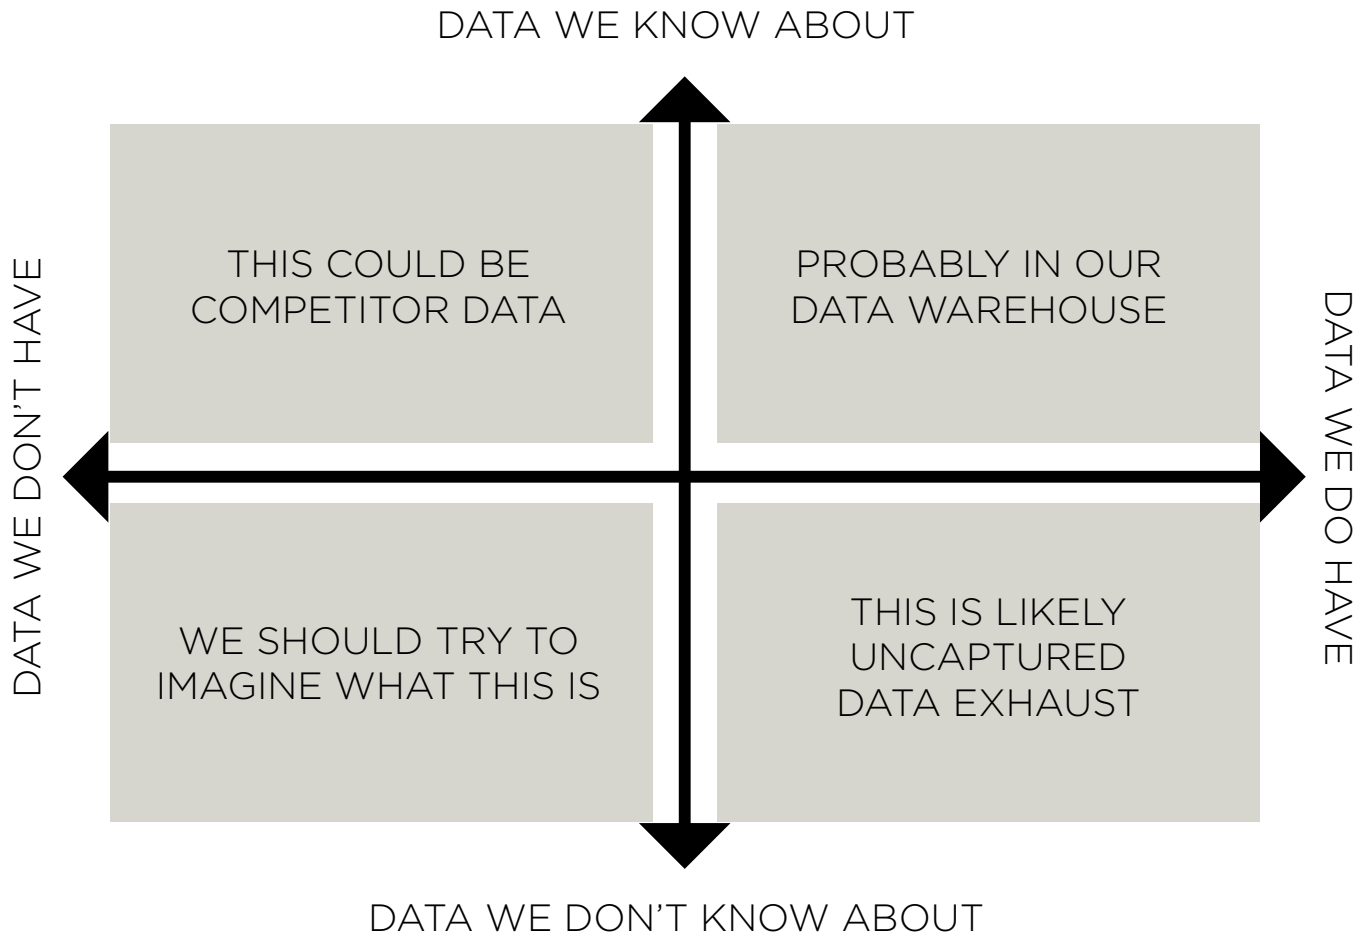 DATA WE KNOW ABOUT
THIS COULD BE
COMPETITOR DATA
PROBABLY IN OUR
DATA WAREHOUSE
DATA WE DON'T HAVE
DATA WE DO HAVE
WE SHOULD TRY TO
IMAGINE WHAT THIS IS
THIS IS LIKELY
UNCAPTURED
DATA EXHAUST
DATA WE DON'T KNOW ABOUT